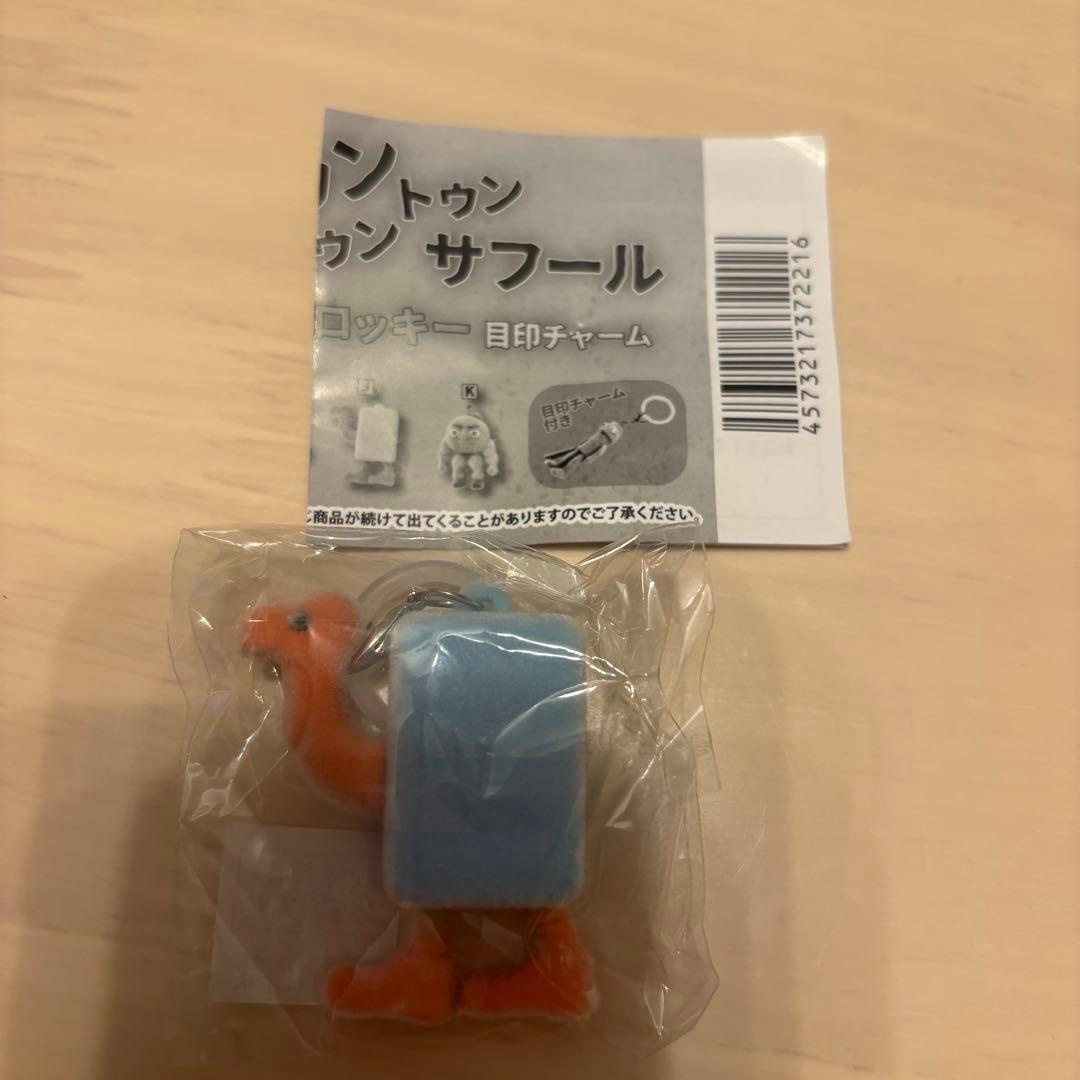 ン トゥン
ゥン サフール
ロッキー 目印チャーム
J K
目印チャーム
付き
商品が続けて出てくることがありますのでご了承ください。
4573217372216